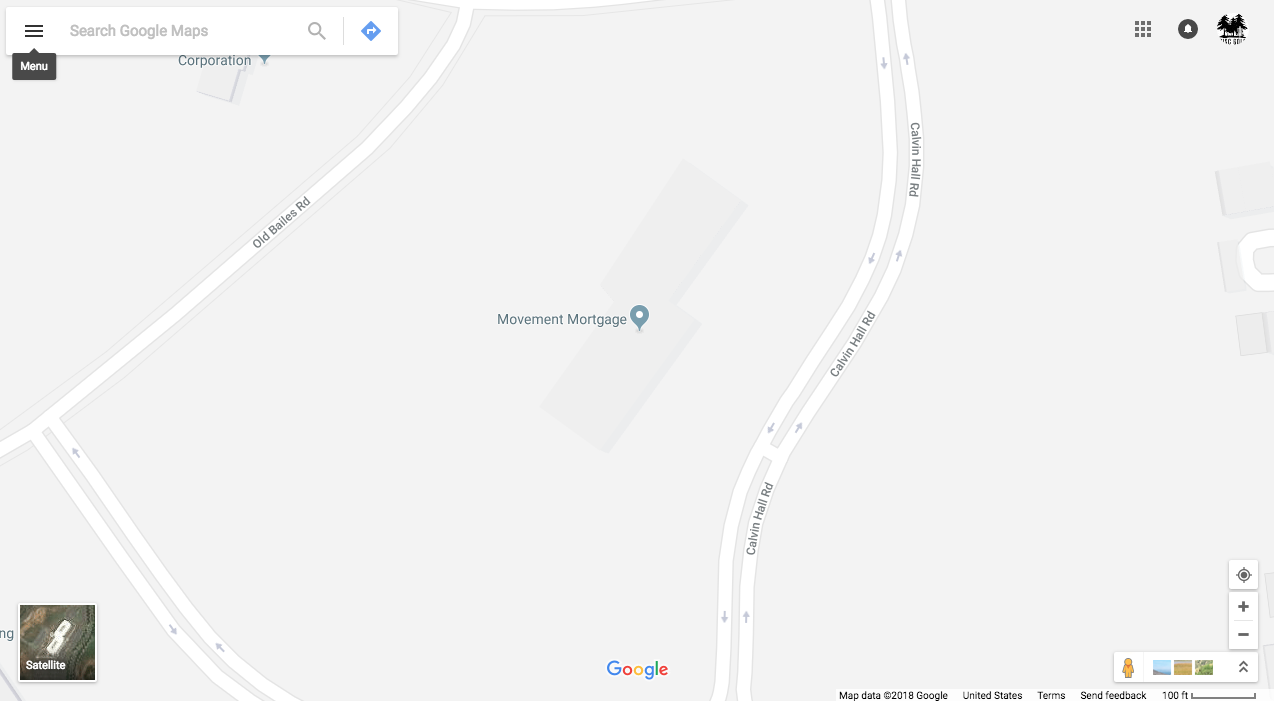 Search Google Maps
Menu
Corporation
Calvin Hall Rd
Old Bailes Rd
Movement Mortgage
Calvin Hall Rd
Calvin Hall Rd
ng
Satellite
Google
Map data ©2018 Google United States Terms Send feedback 100 ft